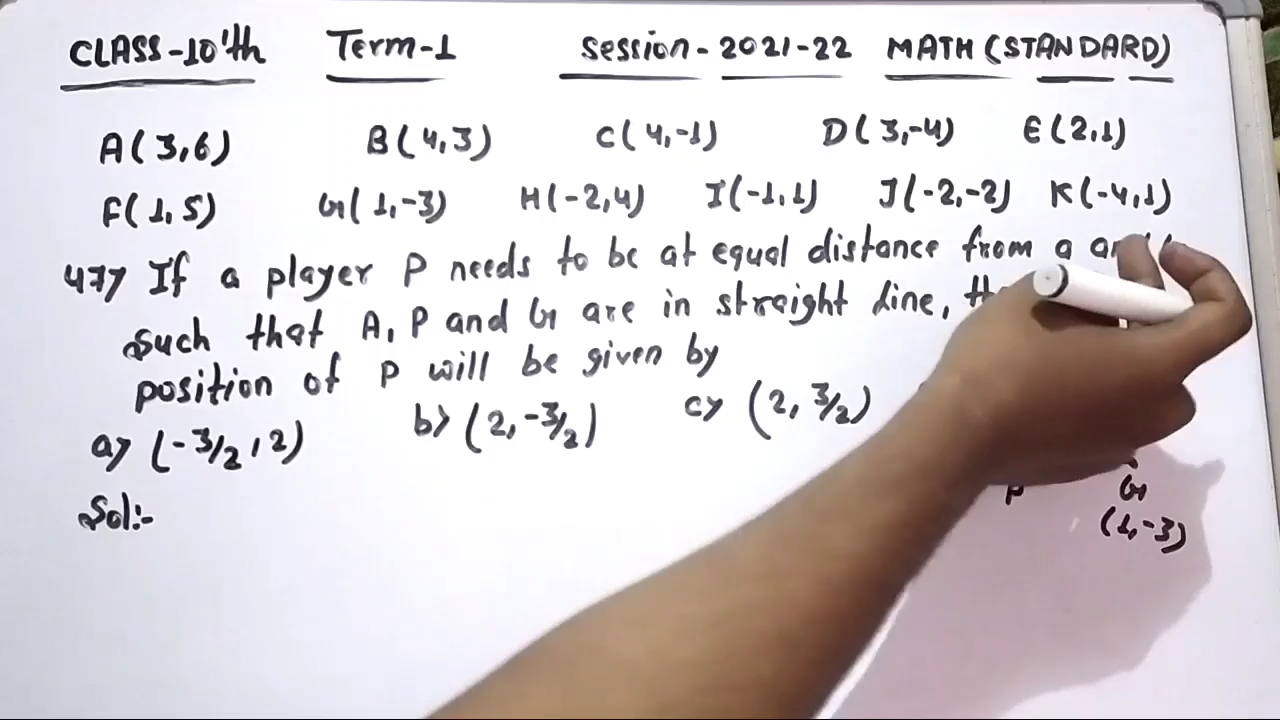 CLASS-10'th Term-1 Session-2021-22 MATH (STANDARD)
A(3,6) B(4,3) C(4,-1) D(3,-4) E(2,1)
F(1,5) G(1,-3) H(-2,4) I(-1,1) J(-2,-2) K(-4,1)
47> If a player P needs to be at equal distance from a
such that A, P and G are in straight line,
position of P will be given by
a> (-3/2, 2) b> (2, -3/2) c> (2, 3/2)
Sol:-
P G
(1,-3)